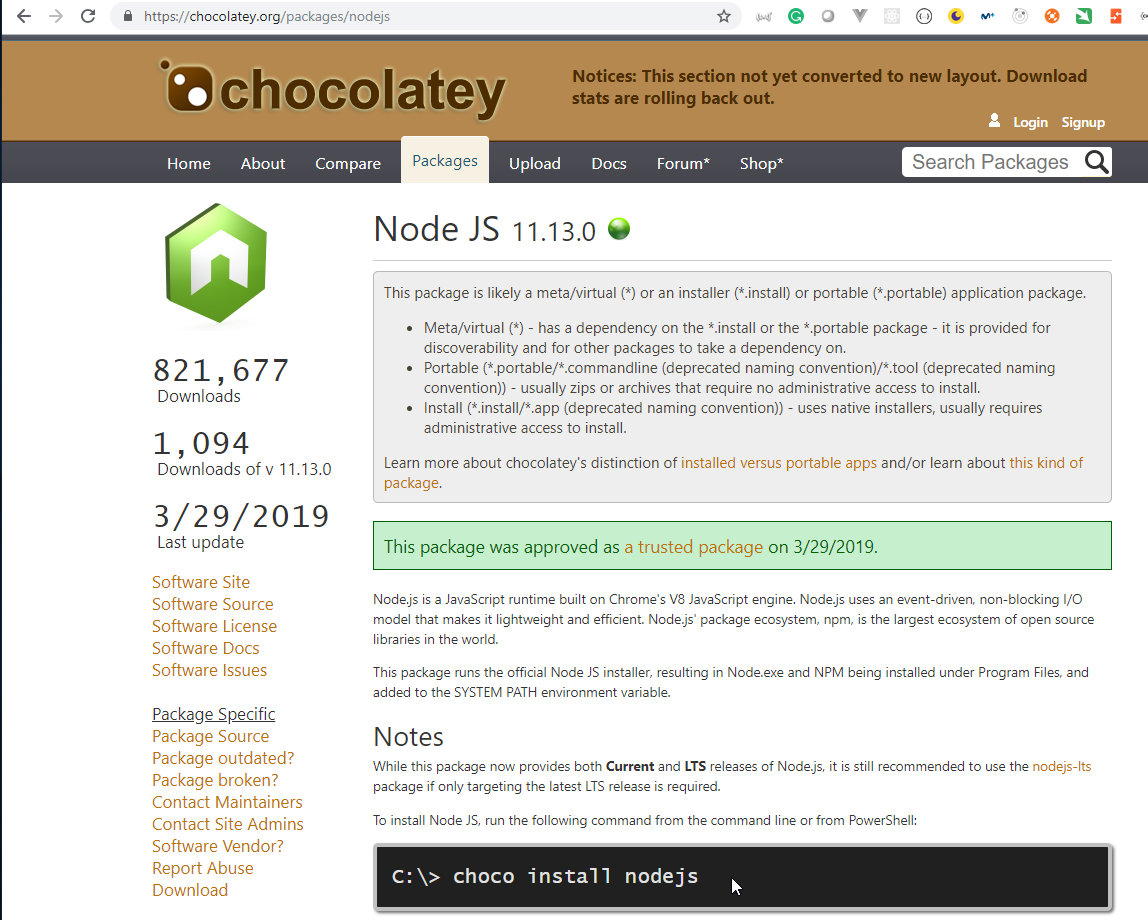 https://chocolatey.org/packages/nodejs
chocolatey
Notices: This section not yet converted to new layout. Download
stats are rolling back out.
Login Signup
Home About Compare Packages Upload Docs Forum* Shop*
Search Packages
821,677
Downloads
1,094
Downloads of v 11.13.0
3/29/2019
Last update
Software Site
Software Source
Software License
Software Docs
Software Issues
Package Specific
Package Source
Package outdated?
Package broken?
Contact Maintainers
Contact Site Admins
Software Vendor?
Report Abuse
Download
Node JS 11.13.0
This package is likely a meta/virtual (*) or an installer (*.install) or portable (*.portable) application package.
• Meta/virtual (*) - has a dependency on the *.install or the *.portable package - it is provided for
discoverability and for other packages to take a dependency on.
• Portable (*.portable/*.commandline (deprecated naming convention)/*.tool (deprecated naming
convention)) - usually zips or archives that require no administrative access to install.
• Install (*.install/*.app (deprecated naming convention)) - uses native installers, usually requires
administrative access to install.
Learn more about chocolatey's distinction of installed versus portable apps and/or learn about this kind of
package.
This package was approved as a trusted package on 3/29/2019.
Node.js is a JavaScript runtime built on Chrome's V8 JavaScript engine. Node.js uses an event-driven, non-blocking I/O
model that makes it lightweight and efficient. Node.js' package ecosystem, npm, is the largest ecosystem of open source
libraries in the world.
This package runs the official Node JS installer, resulting in Node.exe and NPM being installed under Program Files, and
added to the SYSTEM PATH environment variable.
Notes
While this package now provides both Current and LTS releases of Node.js, it is still recommended to use the nodejs-lts
package if only targeting the latest LTS release is required.
To install Node JS, run the following command from the command line or from PowerShell:
C:\> choco install nodejs